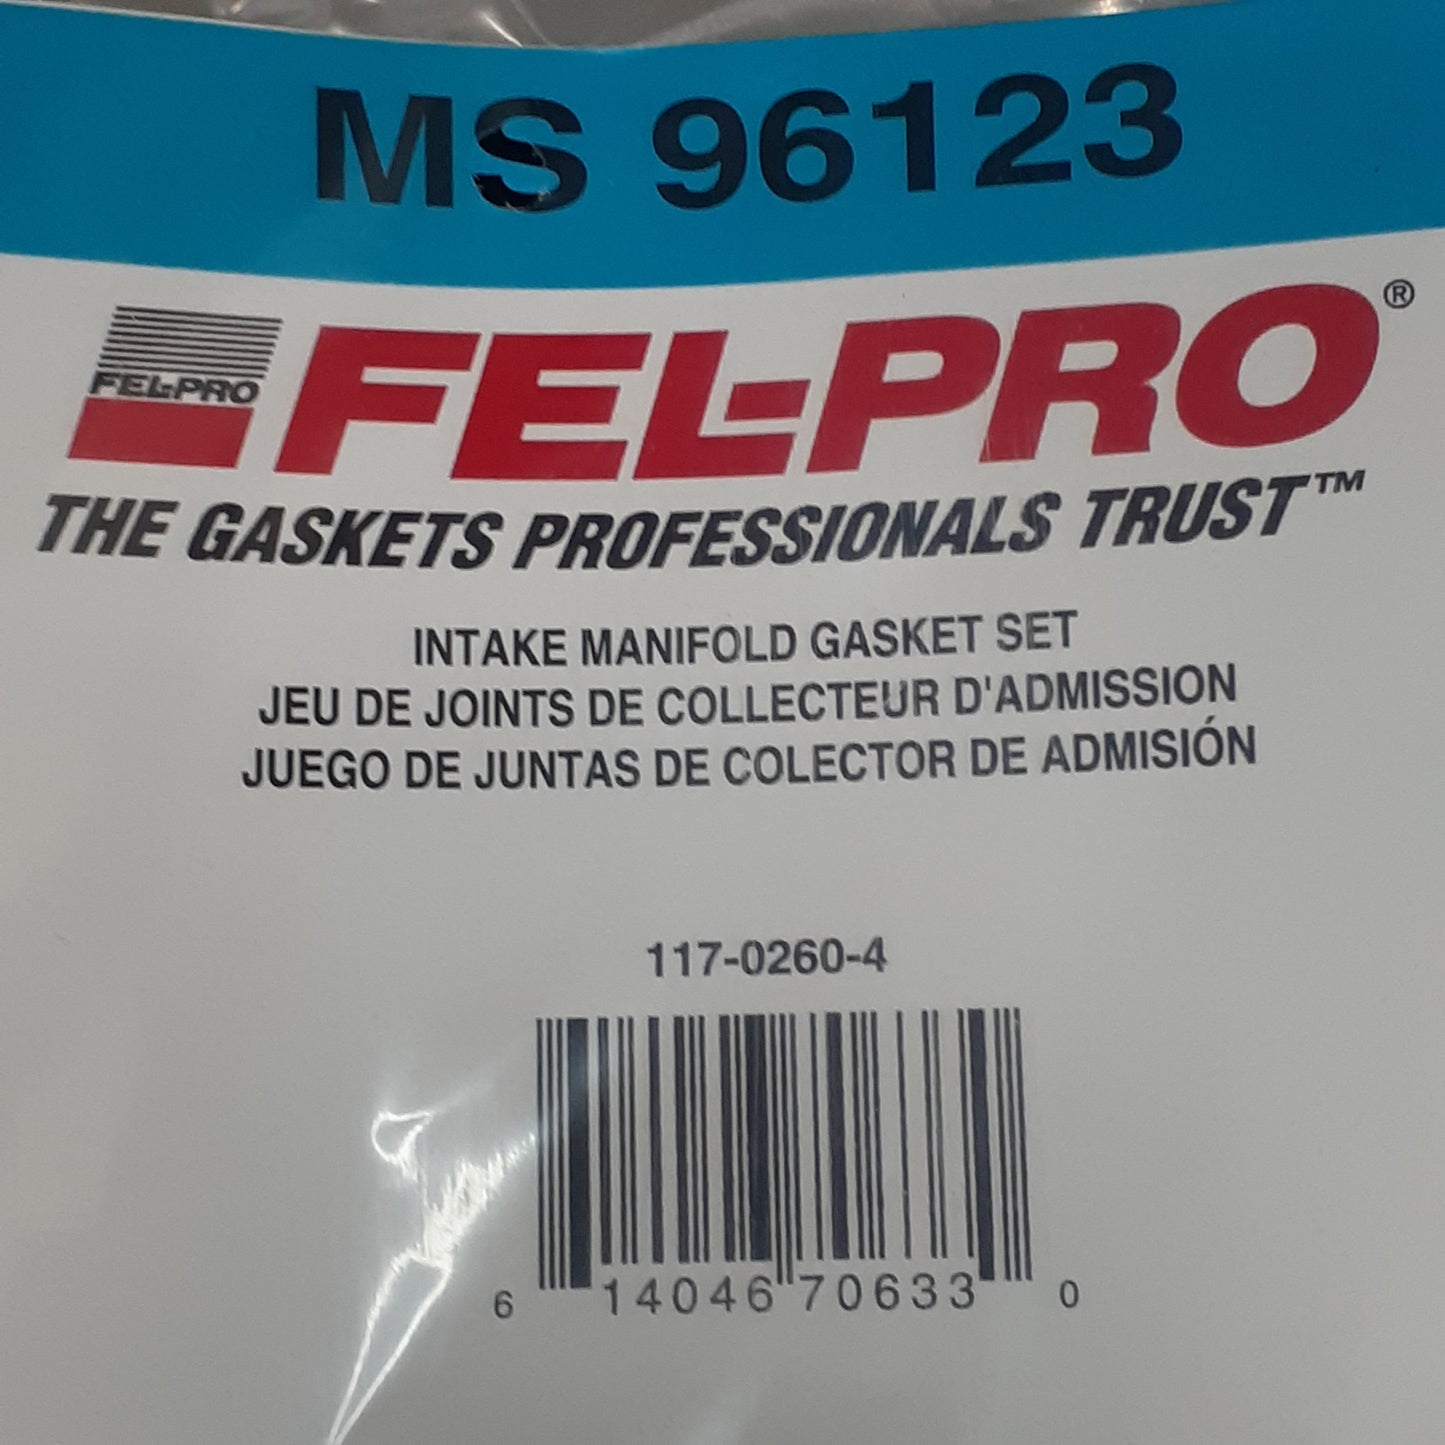 MS 96123
FEL-PRO
FEL-PRO®
THE GASKETS PROFESSIONALS TRUST™
INTAKE MANIFOLD GASKET SET
JEU DE JOINTS DE COLLECTEUR D'ADMISSION
JUEGO DE JUNTAS DE COLECTOR DE ADMISIÓN
117-0260-4
6 14046 70633 0